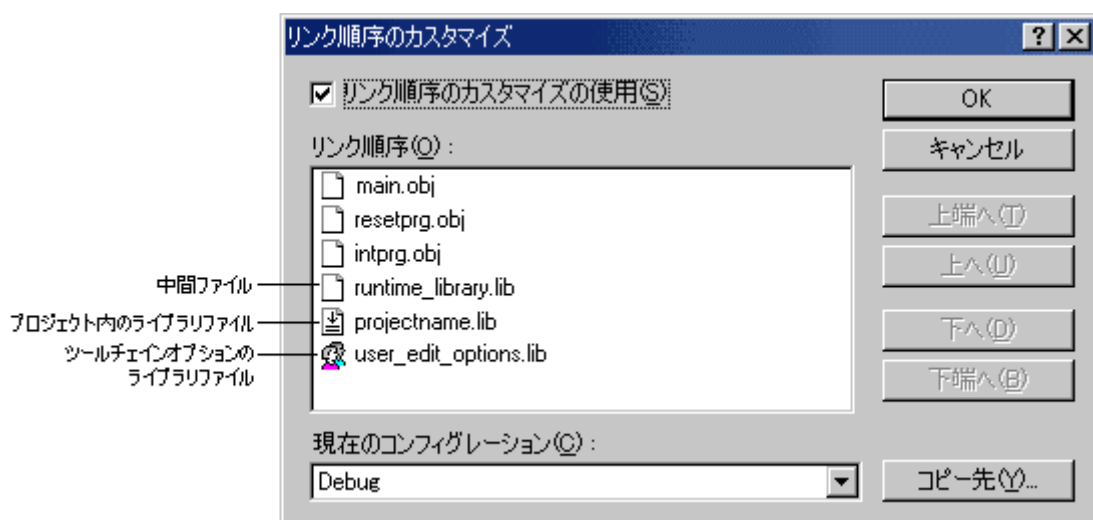 リンク順序のカスタマイズ
リンク順序のカスタマイズの使用(S)
OK
リンク順序(O)：
キャンセル
main.obj
resetprg.obj
上端へ(T)
intprg.obj
上へ(U)
中間ファイル
runtime_library.lib
プロジェクト内のライブラリファイル
projectname.lib
下へ(D)
ツールチェインオプションの
ライブラリファイル
user_edit_options.lib
下端へ(B)
現在のコンフィグレーション(C)：
Debug
コピー先(Y)...